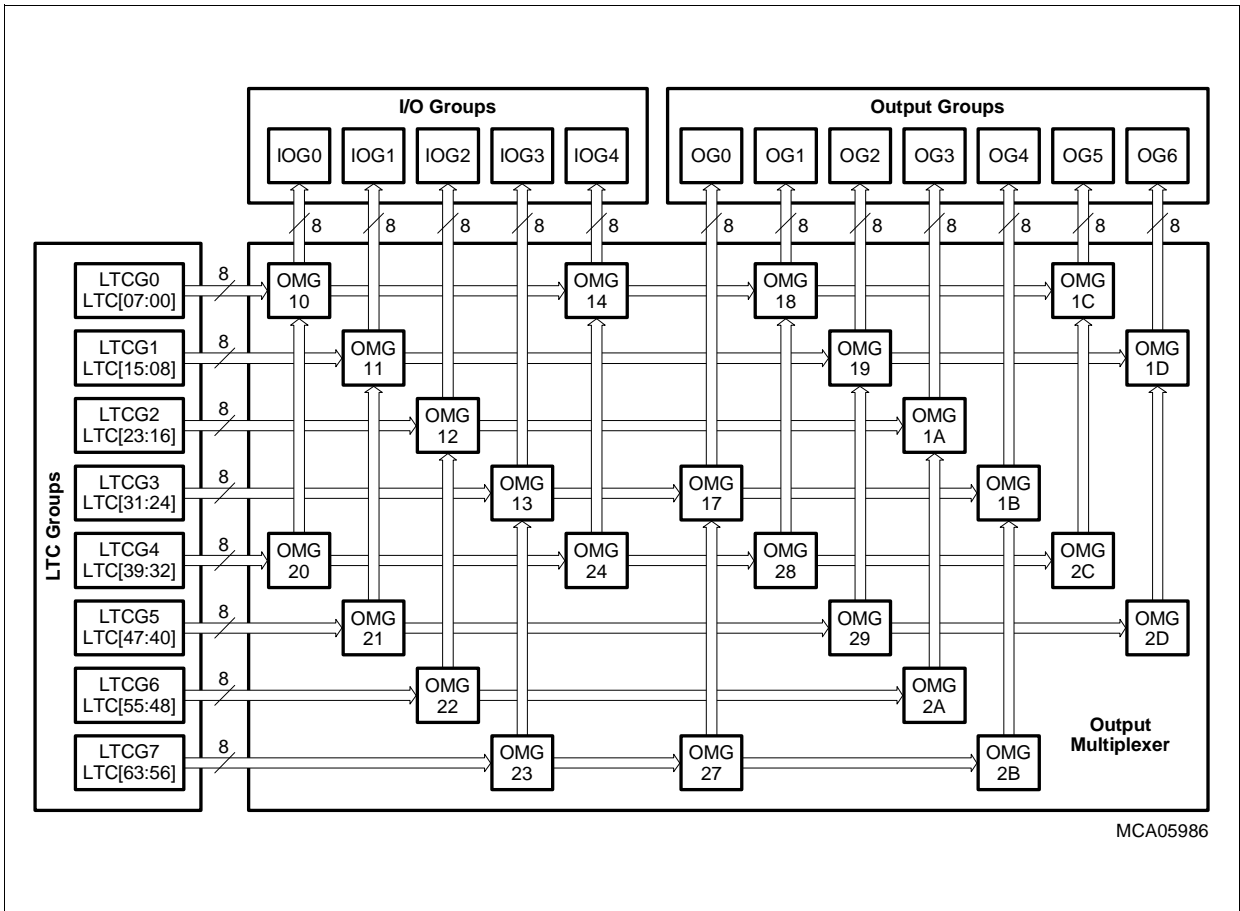 I/O Groups
Output Groups
IOG0 IOG1 IOG2 IOG3 IOG4 OG0 OG1 OG2 OG3 OG4 OG5 OG6
8 8 8 8 8 8 8 8 8 8 8 8
LTC Groups
LTCG0
LTC[07:00]
8
OMG
10
OMG
14
OMG
18
OMG
1C
LTCG1
LTC[15:08]
8
OMG
11
OMG
19
OMG
1D
LTCG2
LTC[23:16]
8
OMG
12
OMG
1A
LTCG3
LTC[31:24]
8
OMG
13
OMG
17
OMG
1B
LTCG4
LTC[39:32]
8
OMG
20
OMG
24
OMG
28
OMG
2C
LTCG5
LTC[47:40]
8
OMG
21
OMG
29
OMG
2D
LTCG6
LTC[55:48]
8
OMG
22
OMG
2A
LTCG7
LTC[63:56]
8
OMG
23
OMG
27
OMG
2B
Output
Multiplexer
MCA05986